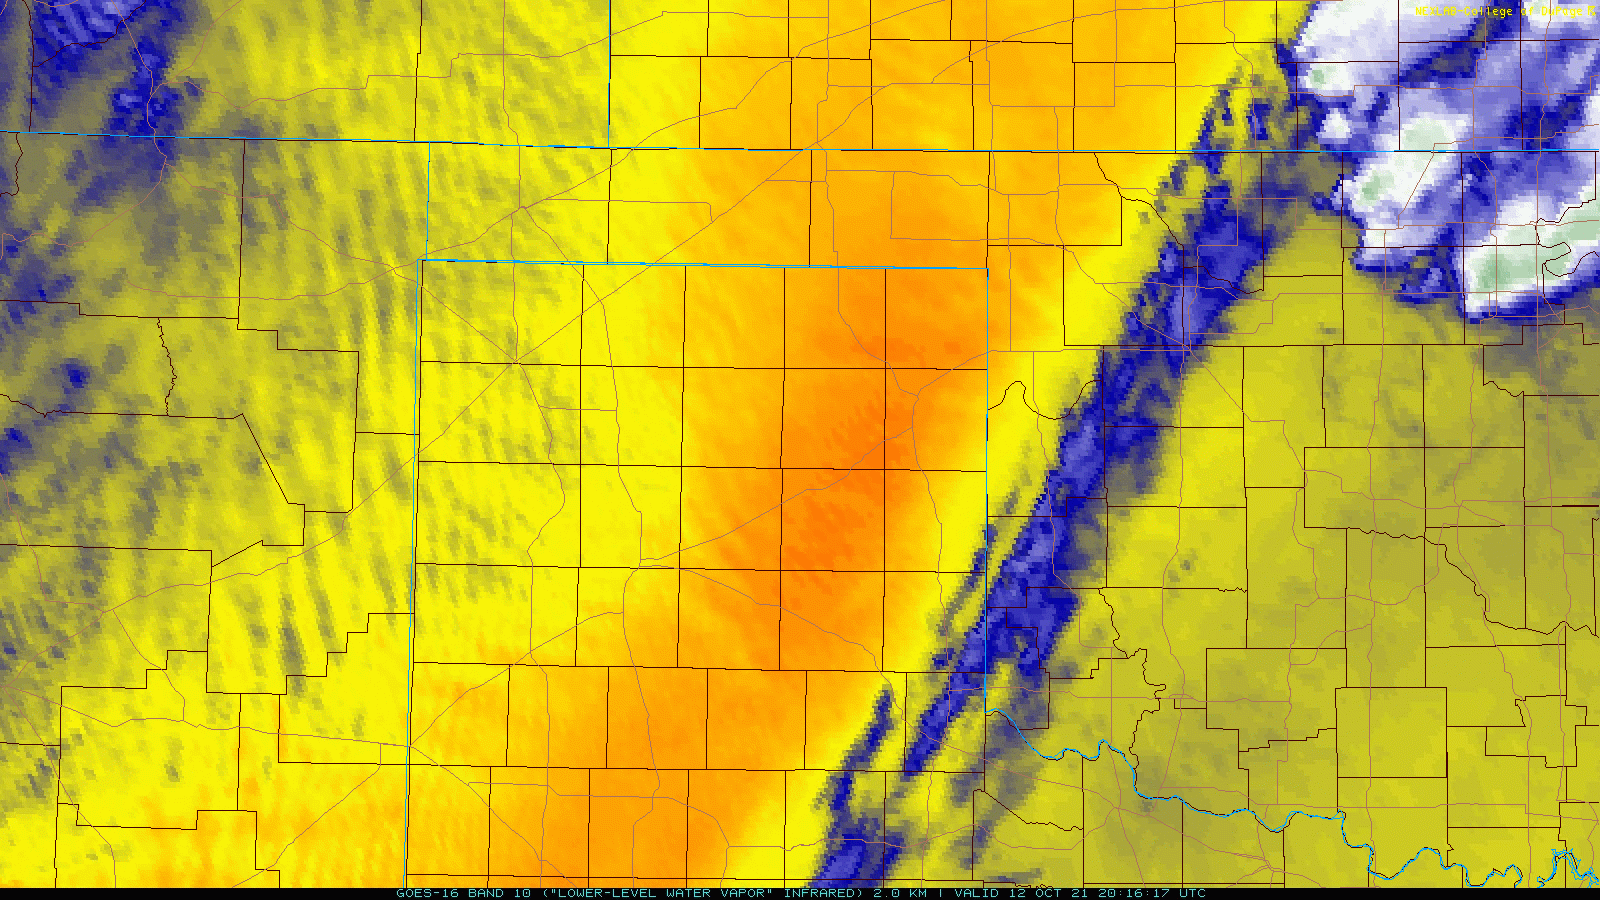 NEXLAB-College of DuPage
GOES-16 BAND 10 ("LOWER-LEVEL WATER VAPOR" INFRARED) 2.0 KM | VALID 12 OCT 21 20:16:17 UTC